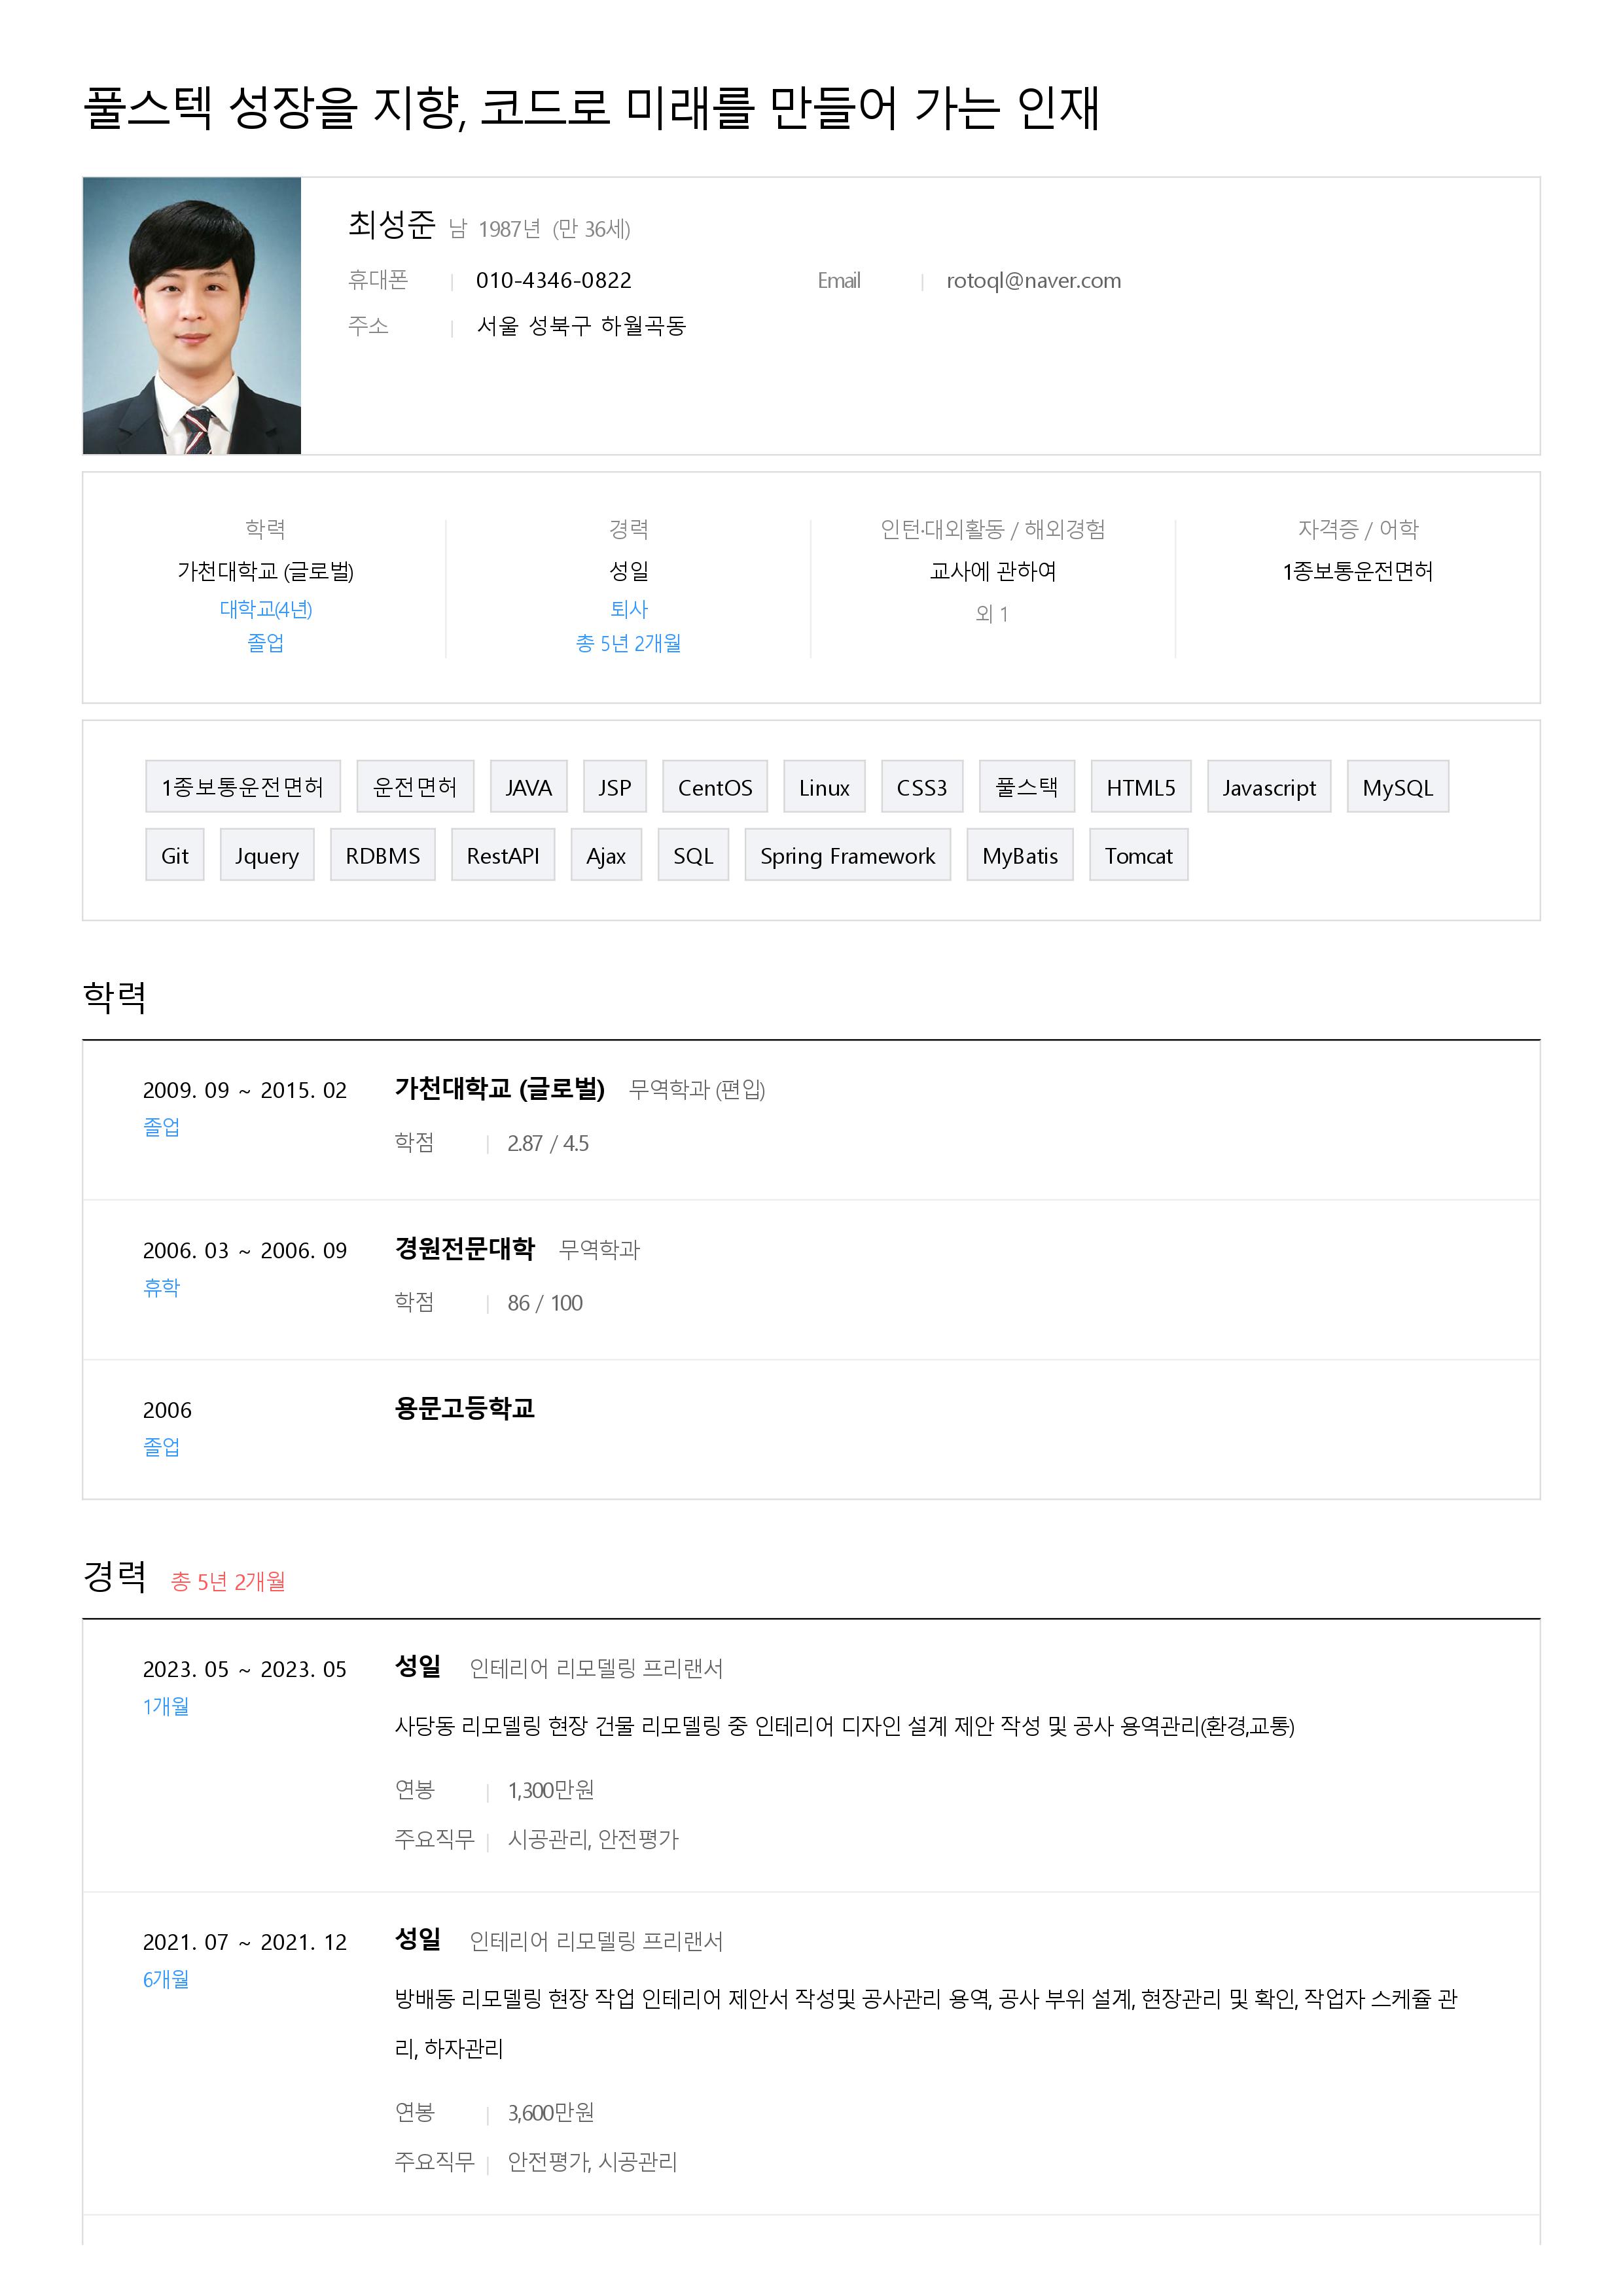 풀스텍 성장을 지향, 코드로 미래를 만들어 가는 인재
최성준 남 1987년 (만 36세)
휴대폰 | 010-4346-0822 Email | rotoql@naver.com
주소 | 서울 성북구 하월곡동
학력 경력 인턴·대외활동 / 해외경험 자격증 / 어학
가천대학교 (글로벌) 성일 교사에 관하여 1종보통운전면허
대학교(4년) 퇴사 외 1
졸업 총 5년 2개월
1종보통운전면허 운전면허 JAVA JSP CentOS Linux CSS3 풀스택 HTML5 Javascript MySQL
Git Jquery RDBMS RestAPI Ajax SQL Spring Framework MyBatis Tomcat
학력
2009. 09 ~ 2015. 02 가천대학교 (글로벌) 무역학과 (편입)
졸업
학점 | 2.87 / 4.5
2006. 03 ~ 2006. 09 경원전문대학 무역학과
휴학
학점 | 86 / 100
2006 용문고등학교
졸업
경력 총 5년 2개월
2023. 05 ~ 2023. 05 성일 인테리어 리모델링 프리랜서
1개월
사당동 리모델링 현장 건물 리모델링 중 인테리어 디자인 설계 제안 작성 및 공사 용역관리(환경,교통)
연봉 | 1,300만원
주요직무 | 시공관리, 안전평가
2021. 07 ~ 2021. 12 성일 인테리어 리모델링 프리랜서
6개월
방배동 리모델링 현장 작업 인테리어 제안서 작성및 공사관리 용역, 공사 부위 설계, 현장관리 및 확인, 작업자 스케쥴 관
리, 하자관리
연봉 | 3,600만원
주요직무 | 안전평가, 시공관리